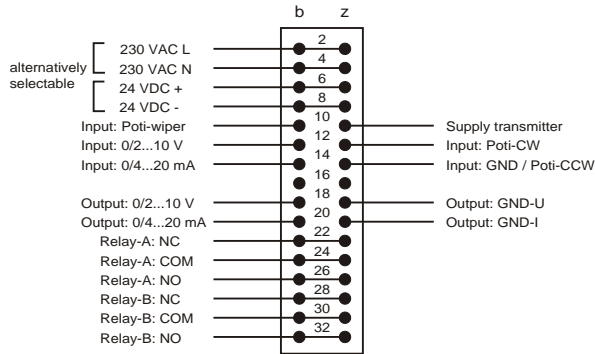 b z
230 VAC L 2
alternatively selectable
230 VAC N 4
24 VDC + 6
24 VDC - 8
Input: Poti-wiper 10 Supply transmitter
Input: 0/2...10 V 12 Input: Poti-CW
Input: 0/4...20 mA 14 Input: GND / Poti-CCW
16
Output: 0/2...10 V 18 Output: GND-U
Output: 0/4...20 mA 20 Output: GND-I
Relay-A: NC 22
Relay-A: COM 24
Relay-A: NO 26
Relay-B: NC 28
Relay-B: COM 30
Relay-B: NO 32